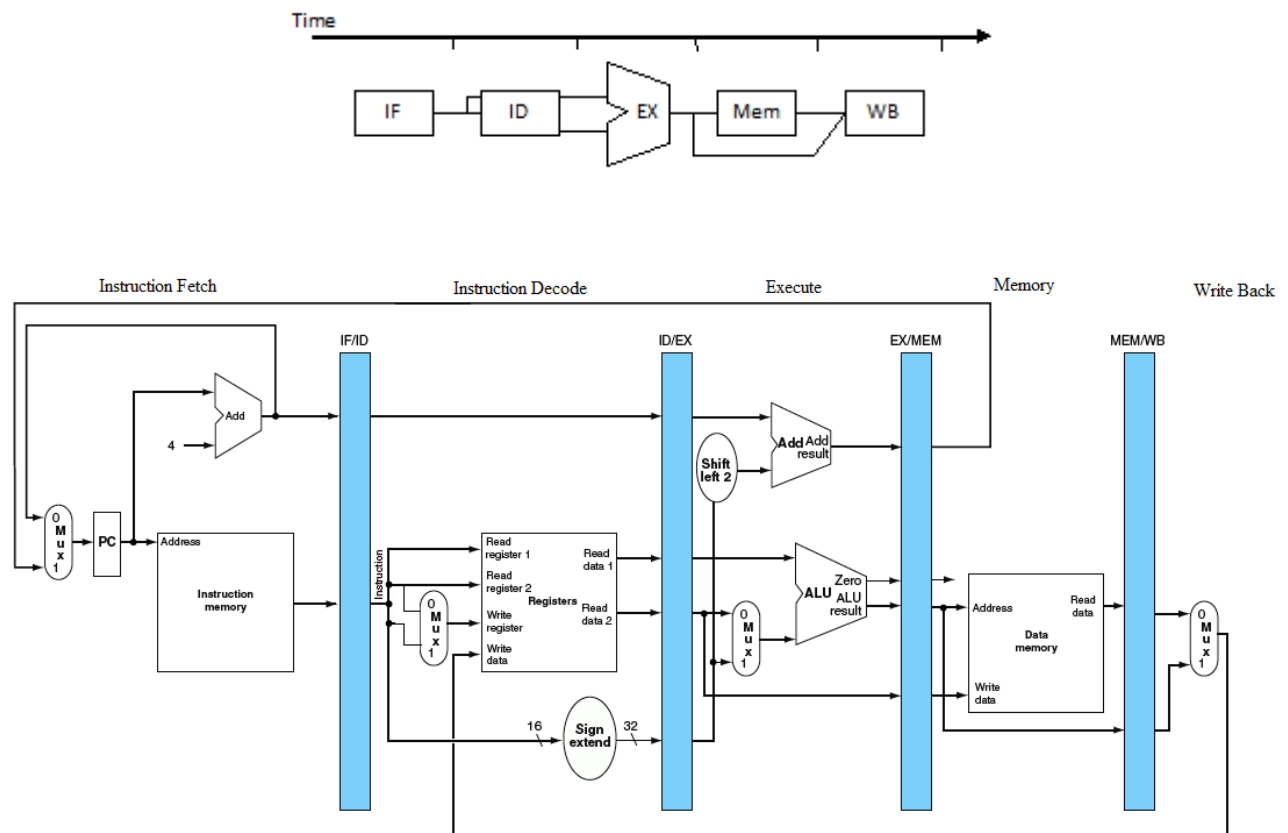 Time
IF
ID
EX
Mem
WB
Instruction Fetch
Instruction Decode
Execute
Memory
Write Back
IF/ID
ID/EX
EX/MEM
MEM/WB
Add
4
Shift
left 2
Add Add
result
0
M
u
x
1
PC
Address
Instruction
memory
Instruction
Read
register 1
Read
register 2
Write
register
Write
data
Registers
Read
data 1
Read
data 2
0
M
u
x
1
16
Sign
extend
32
0
M
u
x
1
ALU
Zero
ALU
result
Address
Write
data
Data
memory
Read
data
0
M
u
x
1